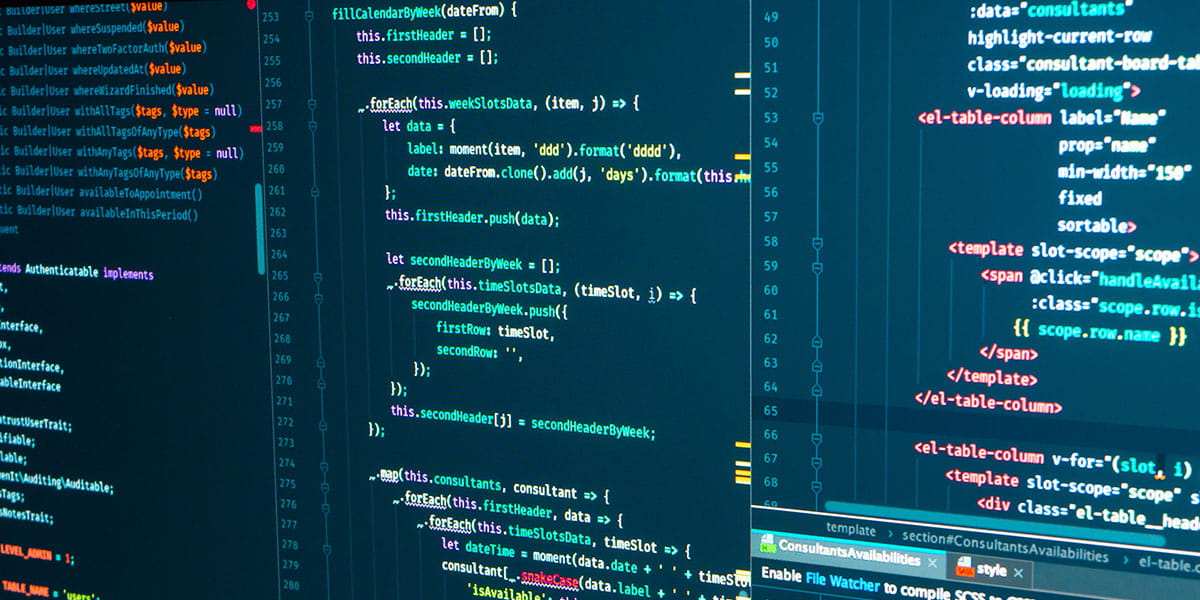 Builder|User whereStreet($value)
c Builder|User whereSuspended($value)
c Builder|User whereTwoFactorAuth($value)
c Builder|User whereUpdatedAt($value)
c Builder|User whereWizardFinished($value)
ic Builder|User withAllTags($tags, $type = null)
ic Builder|User withAllTagsOfAnyType($tags)
ic Builder|User withAnyTags($tags, $type = null)
tic Builder|User withAnyTagsOfAnyType($tags)
tic Builder|User availableToAppointment()
tic Builder|User availableInThisPeriod()
uent
tends Authenticatable implements
t,
nterface,
ox,
tionInterface,
ableInterface
trustUserTrait;
ifiable;
lable;
enIt\Auditing\Auditable;
sTags;
sNotesTrait;
LEVEL_ADMIN = 1;
TABLE_NAME = 'users';
253 fillCalendarByWeek(dateFrom) {
254 this.firstHeader = [];
255 this.secondHeader = [];
256
257 _.forEach(this.weekSlotsData, (item, j) => {
258 let data = {
259 label: moment(item, 'ddd').format('dddd'),
260 date: dateFrom.clone().add(j, 'days').format(this.
261 };
262 this.firstHeader.push(data);
263
264 let secondHeaderByWeek = [];
265 _.forEach(this.timeSlotsData, (timeSlot, i) => {
266 secondHeaderByWeek.push({
267 firstRow: timeSlot,
268 secondRow: '',
269 });
270 });
271 this.secondHeader[j] = secondHeaderByWeek;
272 });
273
274 _.map(this.consultants, consultant => {
275 _.forEach(this.firstHeader, data => {
276 _.forEach(this.timeSlotsData, timeSlot => {
277 let dateTime = moment(data.date + ' ' + timeSlo
278 consultant[_.snakeCase(data.label + ' ' + tim
279 'isAvailable':
280
49 :data="consultants"
50 highlight-current-row
51 class="consultant-board-tab
52 v-loading="loading">
53 <el-table-column label="Name"
54 prop="name"
55 min-width="150"
56 fixed
57 sortable>
58 <template slot-scope="scope">
59 <span @click="handleAvaila
60 :class="scope.row.is
61 {{ scope.row.name }}
62 </span>
63 </template>
64 </el-table-column>
65
66 <el-table-column v-for="(slot, i)
67 <template slot-scope="scope" s
68 <div class="el-table__head
69
template > section#ConsultantsAvailabilities > el-table.c
ConsultantsAvailabilities × style ×
Enable File Watcher to compile SCSS to CSS